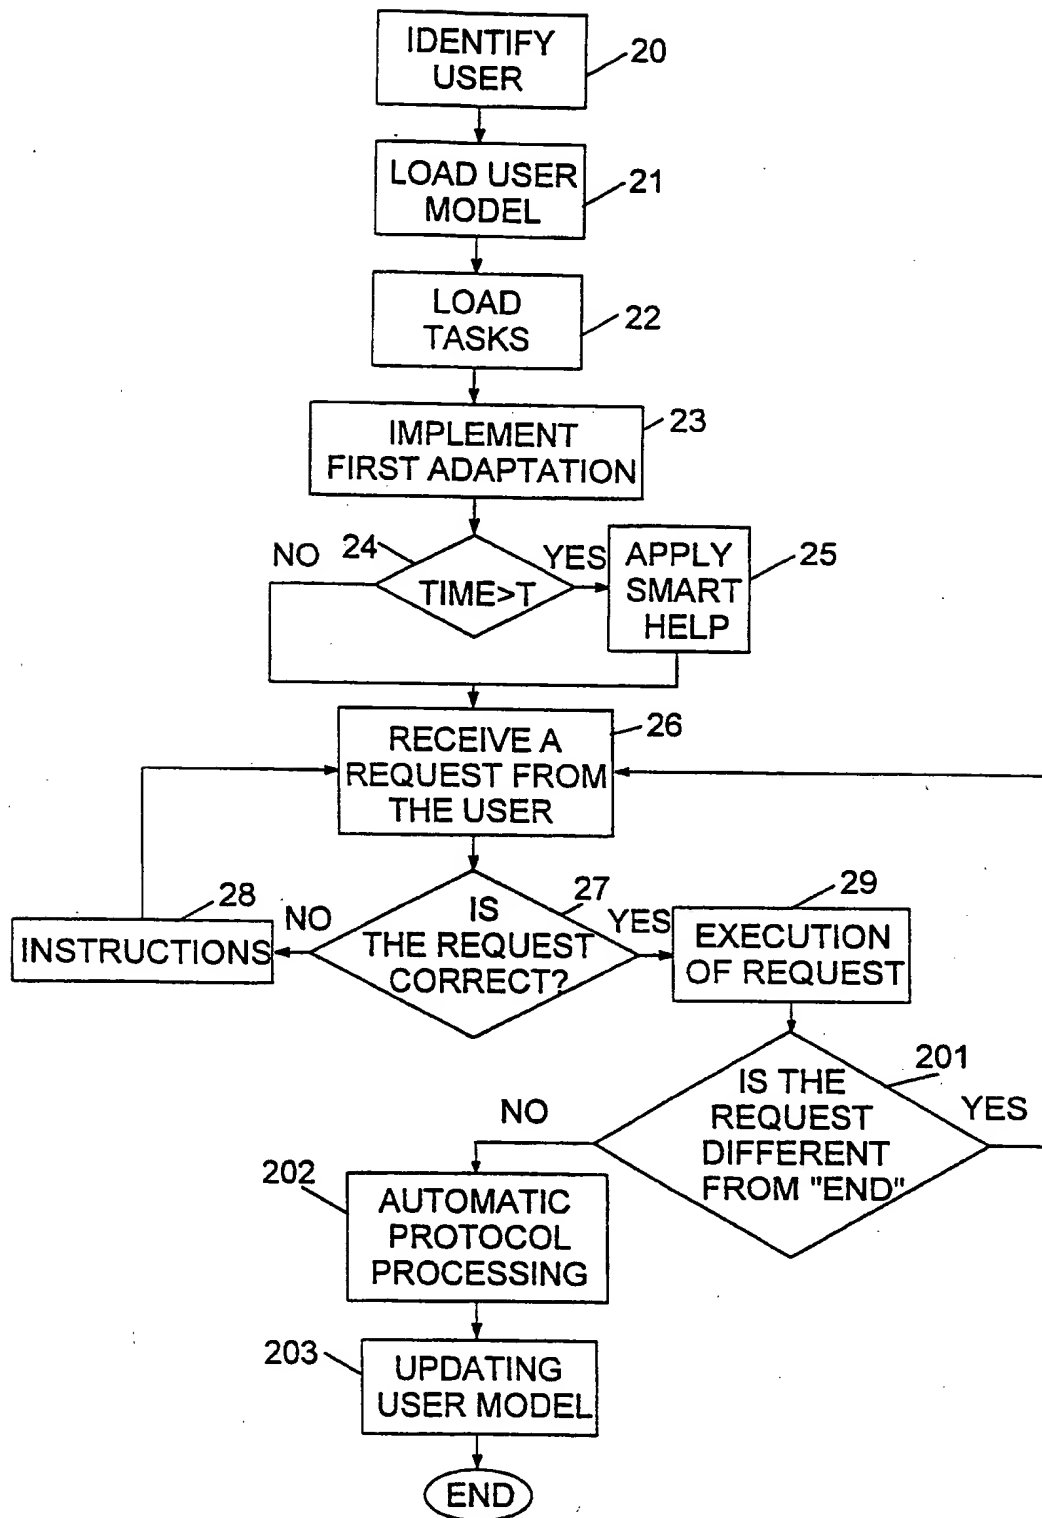 IDENTIFY
USER
20
LOAD USER
MODEL
21
LOAD
TASKS
22
IMPLEMENT
FIRST ADAPTATION
23
NO
24
YES
TIME>T
APPLY
SMART
HELP
25
RECEIVE A
REQUEST FROM
THE USER
26
28
INSTRUCTIONS
NO
IS
THE REQUEST
CORRECT?
27
YES
29
EXECUTION
OF REQUEST
201
IS THE
REQUEST
DIFFERENT
FROM "END"
NO
YES
202
AUTOMATIC
PROTOCOL
PROCESSING
203
UPDATING
USER MODEL
END